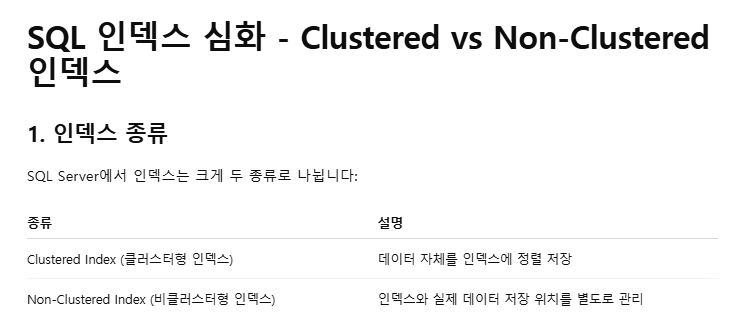 SQL 인덱스 심화 - Clustered vs Non-Clustered
인덱스
1. 인덱스 종류
SQL Server에서 인덱스는 크게 두 종류로 나뉩니다:
종류 설명
Clustered Index (클러스터형 인덱스) 데이터 자체를 인덱스에 정렬 저장
Non-Clustered Index (비클러스터형 인덱스) 인덱스와 실제 데이터 저장 위치를 별도로 관리